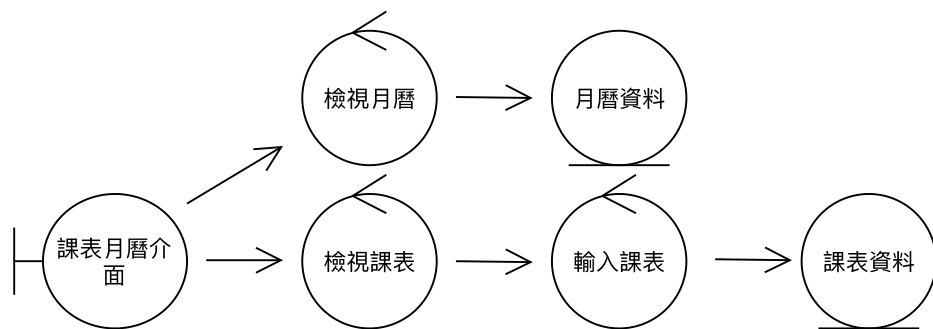 檢視月曆
月曆資料
課表月曆介
面
檢視課表
輸入課表
課表資料